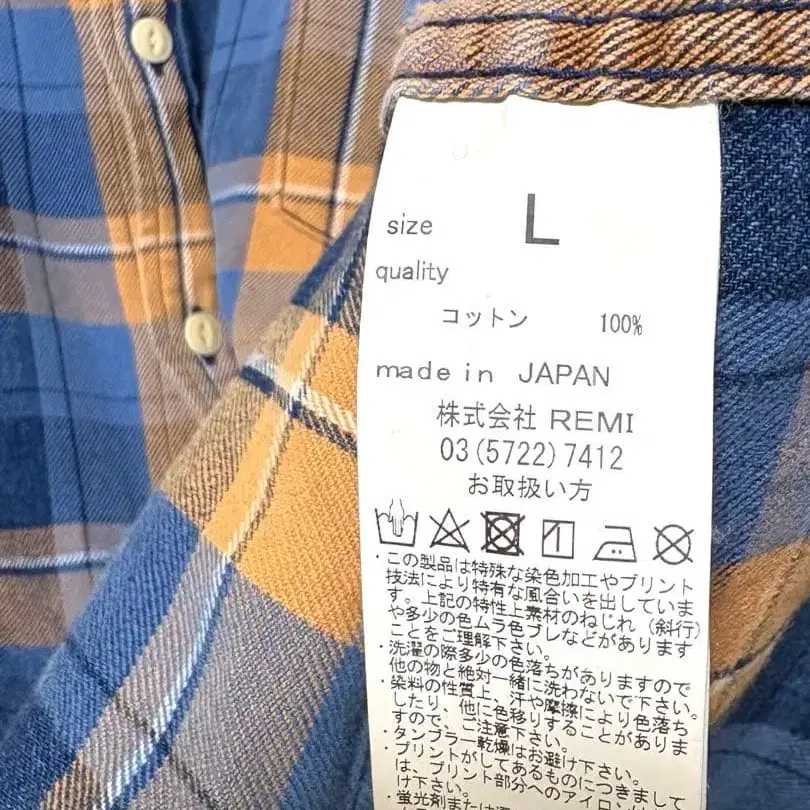 size L
quality
コットン 100%
made in JAPAN
株式会社 REMI
03(5722)7412
お取扱い方
・この製品は特殊な染色加工やプリント
技法により特有な風合いを出していま
す。上記の特性上素材のねじれ（斜行）
や多少の色ムラ色ブレなどがあります
ことをご理解下さい。
・洗濯の際多少の色落ちがありますので
他の物と絶対一緒に洗わないで下さい。
・染料の性質上、汗や摩擦により色落ち
したり、他に色移りすることがありま
すので、ご注意下さい。
・タンブラー乾燥はお避け下さい。
・プリントがしてあるものにつきまして
は、プリント部分へのアイロン
け下さい。
・蛍光剤または